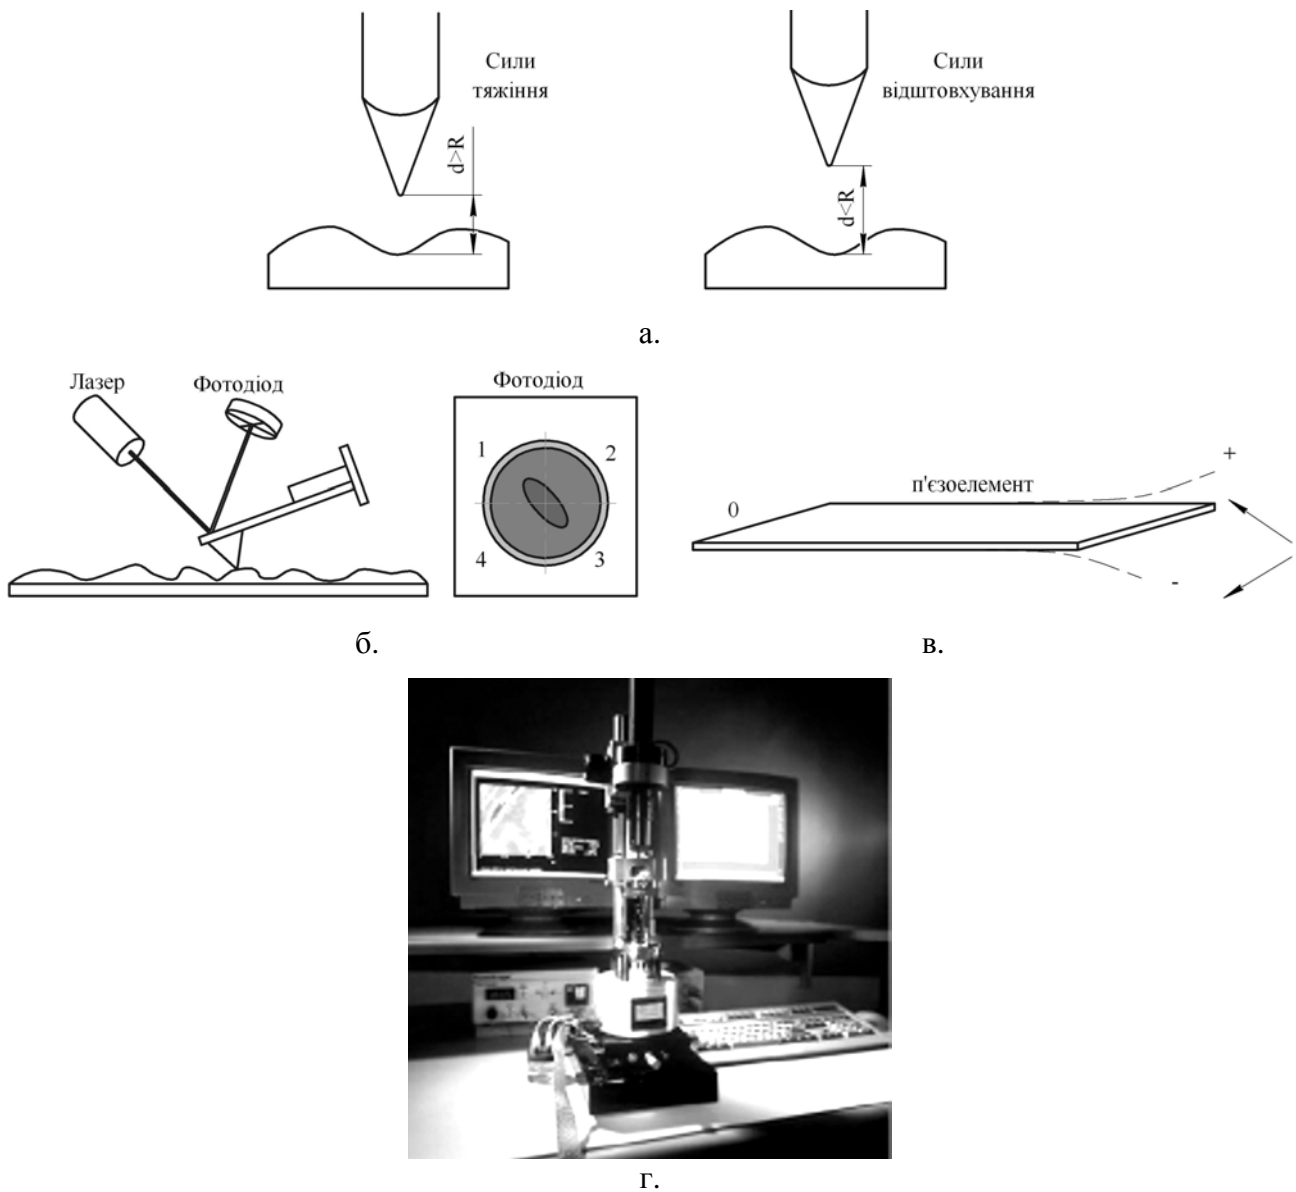 Сили
тяжіння
d>R
Сили
відштовхування
d<R
а.
Лазер
Фотодіод
Фотодіод
1
2
4
3
б.
0
п'єзоелемент
+
-
в.
г.